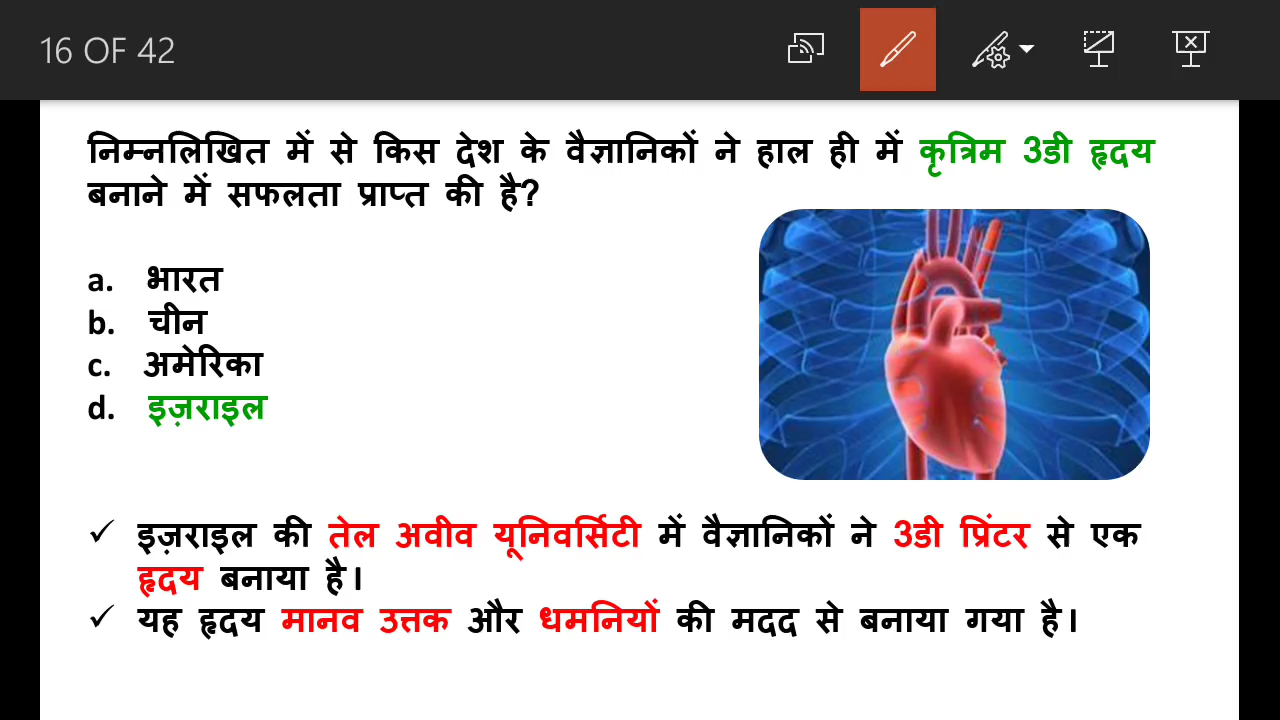 16 OF 42
निम्नलिखित में से किस देश के वैज्ञानिकों ने हाल ही में कृत्रिम 3डी हृदय
बनाने में सफलता प्राप्त की है?
a. भारत
b. चीन
c. अमेरिका
d. इज़राइल
✓ इज़राइल की तेल अवीव यूनिवर्सिटी में वैज्ञानिकों ने 3डी प्रिंटर से एक
हृदय बनाया है।
✓ यह हृदय मानव उत्तक और धमनियों की मदद से बनाया गया है।